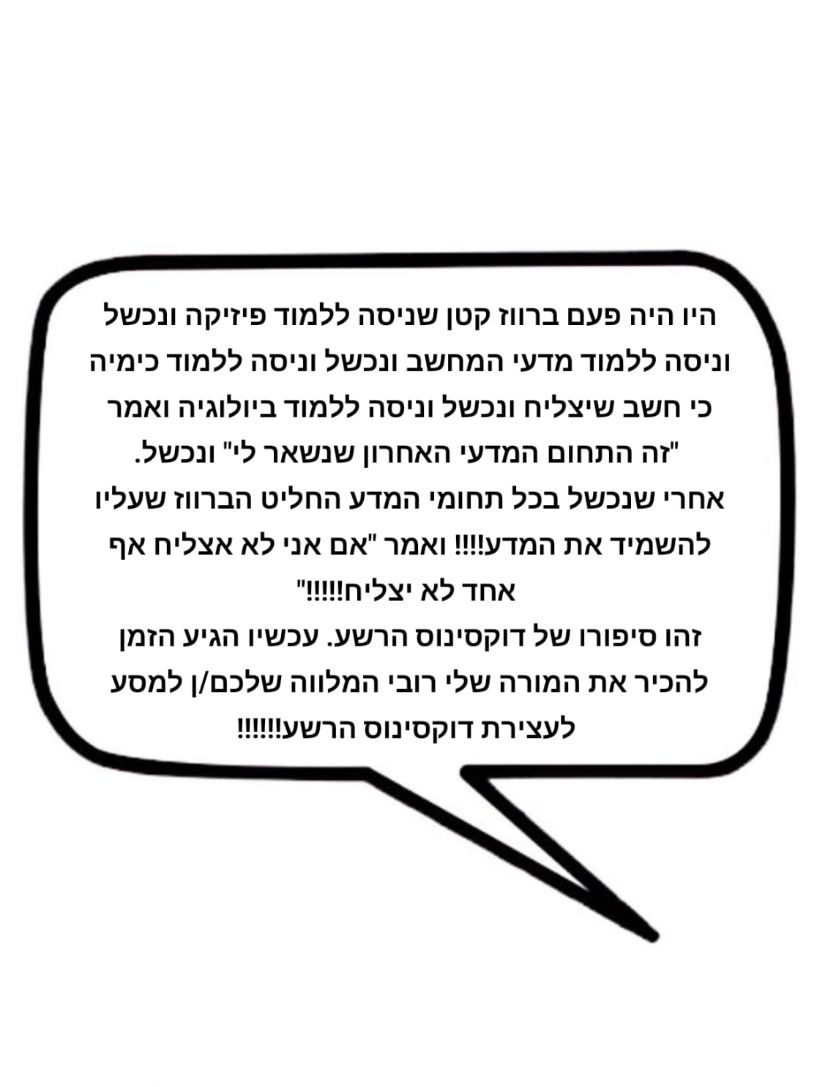 היו היה פעם ברווז קטן שניסה ללמוד פיזיקה ונכשל
וניסה ללמוד מדעי המחשב ונכשל וניסה ללמוד כימיה
כי חשב שיצליח ונכשל וניסה ללמוד ביולוגיה ואמר
"זה התחום המדעי האחרון שנשאר לי" ונכשל.
אחרי שנכשל בכל תחומי המדע החליט הברווז שעליו
להשמיד את המדע!!!! ואמר "אם אני לא אצליח אף
אחד לא יצליח!!!!!"
זהו סיפורו של דוקסינוס הרשע. עכשיו הגיע הזמן
להכיר את המורה שלי רובי המלווה שלכם/ן למסע
לעצירת דוקסינוס הרשע!!!!!!